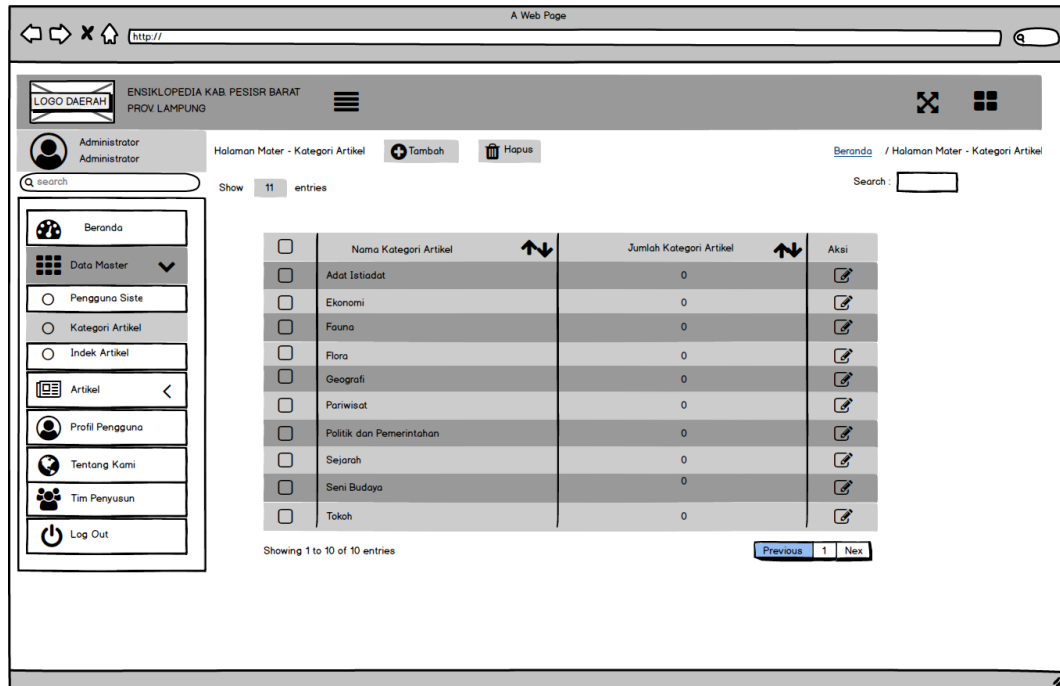 A Web Page
http://
LOGO DAERAH
ENSIKLOPEDIA KAB. PESISR BARAT
PROV. LAMPUNG
Administrator
Administrator
search
Beranda
Data Master
Pengguna Siste
Kategori Artikel
Indek Artikel
Artikel
Profil Pengguna
Tentang Kami
Tim Penyusun
Log Out
Halaman Mater - Kategori Artikel
Tambah
Hapus
Beranda / Halaman Mater - Kategori Artikel
Show 11 entries
Search :
Nama Kategori Artikel Jumlah Kategori Artikel Aksi
Adat Istiadat 0
Ekonomi 0
Fauna 0
Flora 0
Geografi 0
Pariwisat 0
Politik dan Pemerintahan 0
Sejarah 0
Seni Budaya 0
Tokoh 0
Showing 1 to 10 of 10 entries
Previous 1 Nex